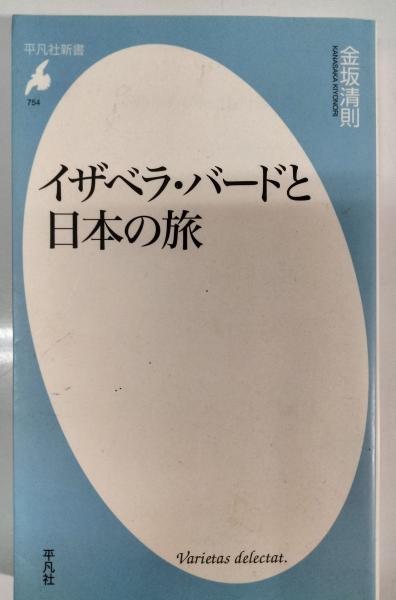 平凡社新書
754
金坂清則
KANASAKA KIYONORI
イザベラ・バードと
日本の旅
Varietas delectat.
平凡社